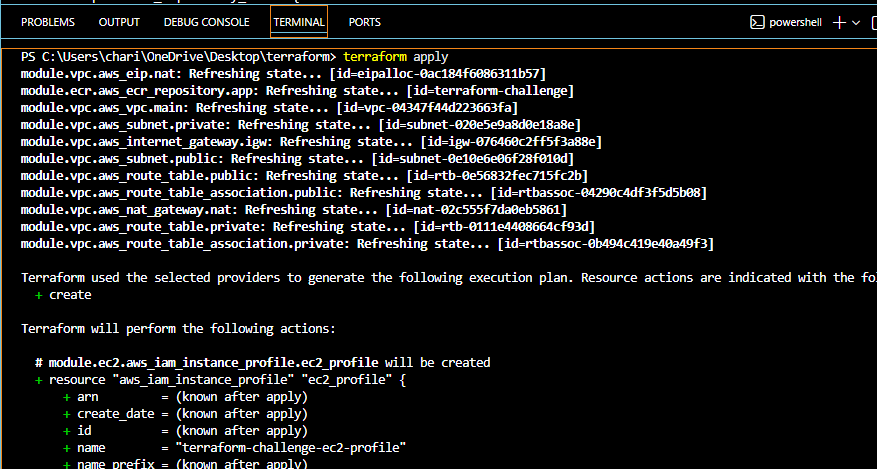 PROBLEMS OUTPUT DEBUG CONSOLE TERMINAL PORTS powershell
PS C:\Users\chari\OneDrive\Desktop\terraform> terraform apply
module.vpc.aws_eip.nat: Refreshing state... [id=eipalloc-0ac184f6086311b57]
module.ecr.aws_ecr_repository.app: Refreshing state... [id=terraform-challenge]
module.vpc.aws_vpc.main: Refreshing state... [id=vpc-04347f44d223663fa]
module.vpc.aws_subnet.private: Refreshing state... [id=subnet-020e5e9a8d0e18a8e]
module.vpc.aws_internet_gateway.igw: Refreshing state... [id=igw-076460c2ff5f3a88e]
module.vpc.aws_subnet.public: Refreshing state... [id=subnet-0e10e6e06f28f010d]
module.vpc.aws_route_table.public: Refreshing state... [id=rtb-0e56832fec715fc2b]
module.vpc.aws_route_table_association.public: Refreshing state... [id=rtbassoc-04290c4df3f5d5b08]
module.vpc.aws_nat_gateway.nat: Refreshing state... [id=nat-02c555f7da0eb5861]
module.vpc.aws_route_table.private: Refreshing state... [id=rtb-0111e4408664cf93d]
module.vpc.aws_route_table_association.private: Refreshing state... [id=rtbassoc-0b494c419e40a49f3]
Terraform used the selected providers to generate the following execution plan. Resource actions are indicated with the fol
+ create
Terraform will perform the following actions:
# module.ec2.aws_iam_instance_profile.ec2_profile will be created
+ resource "aws_iam_instance_profile" "ec2_profile" {
+ arn = (known after apply)
+ create_date = (known after apply)
+ id = (known after apply)
+ name = "terraform-challenge-ec2-profile"
+ name_prefix = (known after apply)